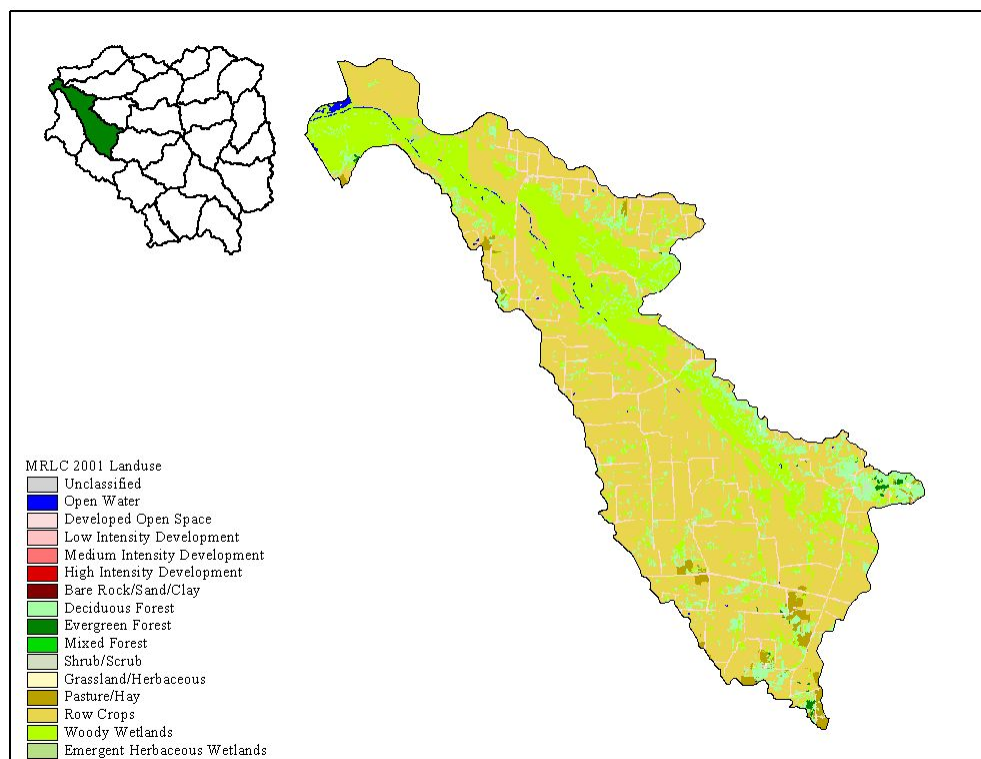 MRLC 2001 Landuse
Unclassified
Open Water
Developed Open Space
Low Intensity Development
Medium Intensity Development
High Intensity Development
Bare Rock/Sand/Clay
Deciduous Forest
Evergreen Forest
Mixed Forest
Shrub/Scrub
Grassland/Herbaceous
Pasture/Hay
Row Crops
Woody Wetlands
Emergent Herbaceous Wetlands